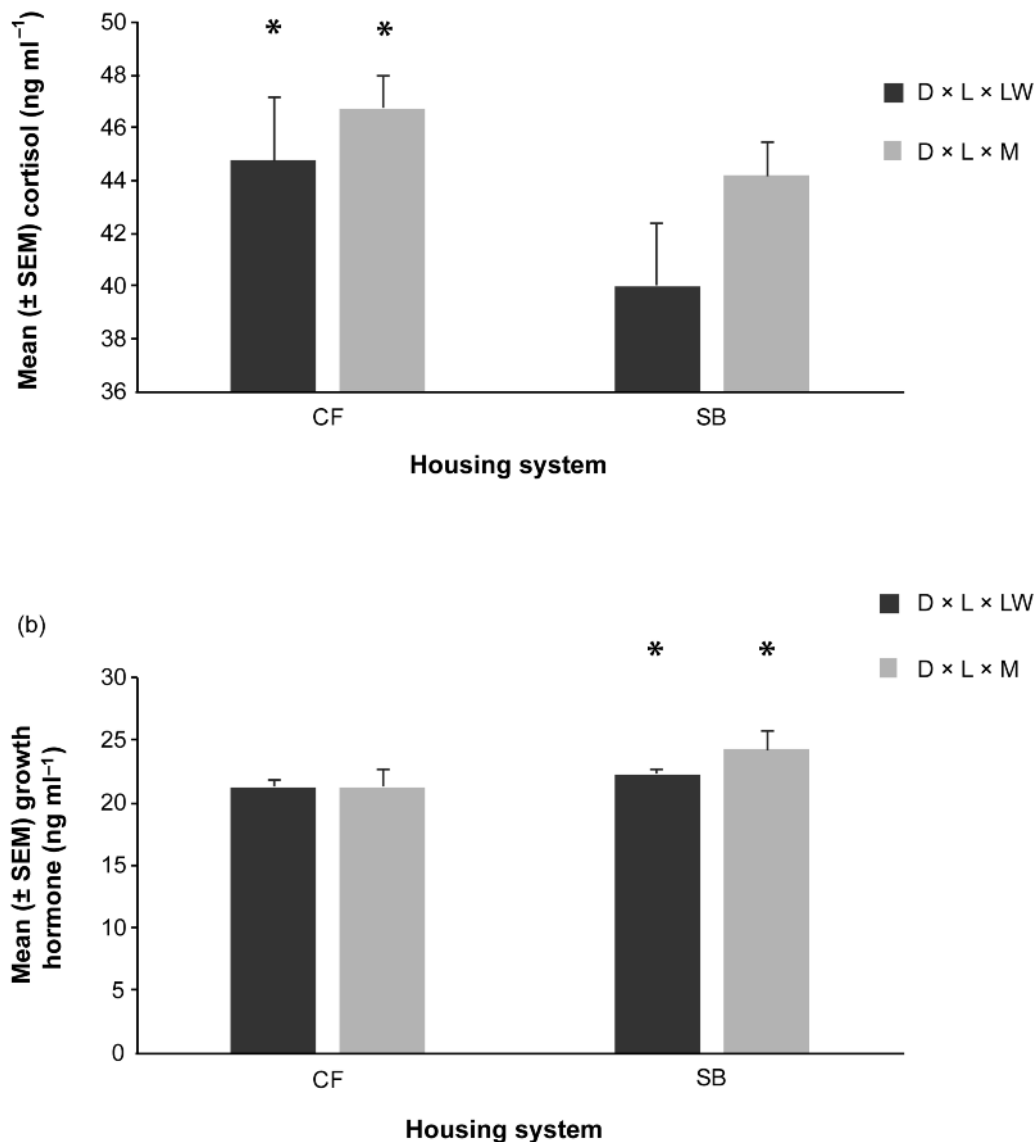 Mean (± SEM) cortisol (ng ml⁻¹)
50
48
46
44
42
40
38
36
* *
D × L × LW
D × L × M
CF SB
Housing system
(b)
Mean (± SEM) growth
hormone (ng ml⁻¹)
30
25
20
15
10
5
0
* *
D × L × LW
D × L × M
CF SB
Housing system